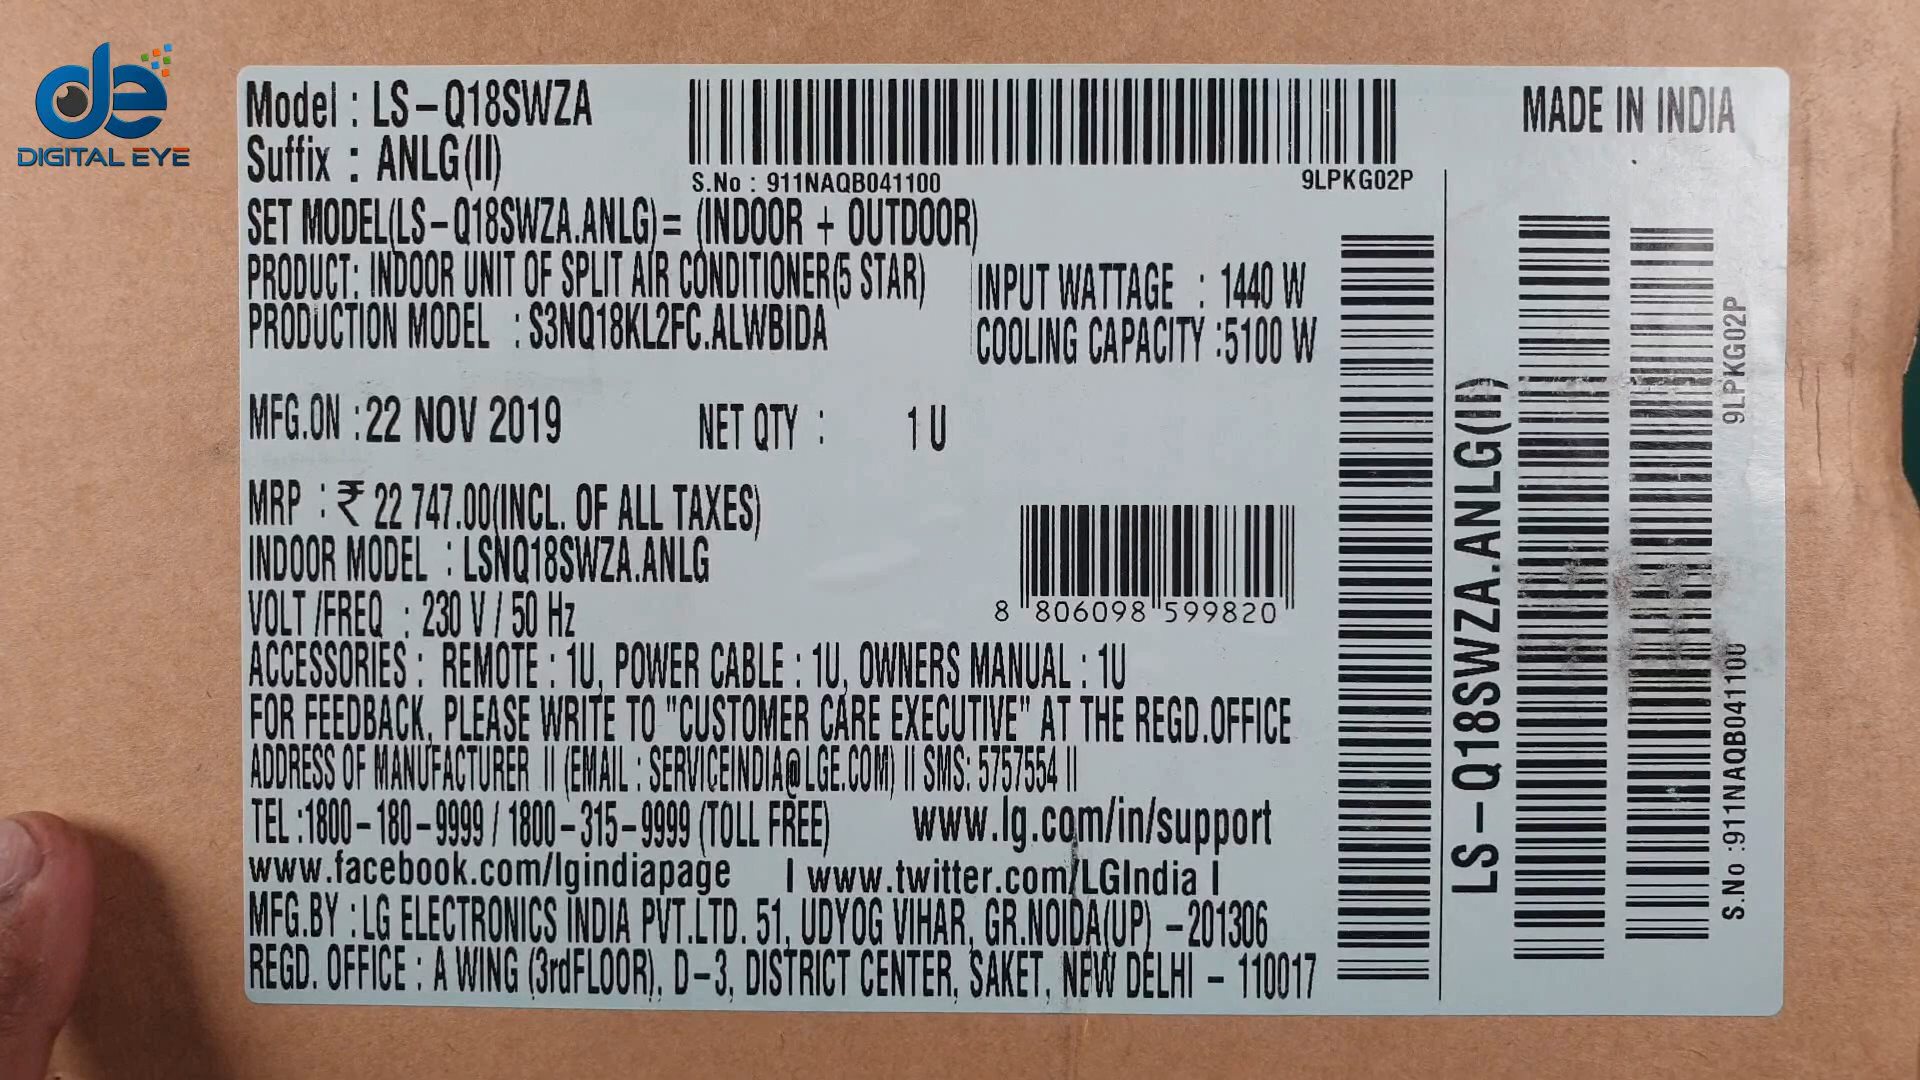 DIGITAL EYE
Model : LS-Q18SWZA
Suffix : ANLG(II)
S.No : 911NAQB041100
9LPKG02P
MADE IN INDIA
SET MODEL(LS-Q18SWZA.ANLG)= (INDOOR + OUTDOOR)
PRODUCT: INDOOR UNIT OF SPLIT AIR CONDITIONER(5 STAR)
PRODUCTION MODEL : S3NQ18KL2FC.ALWBIDA
INPUT WATTAGE : 1440 W
COOLING CAPACITY :5100 W
MFG.ON :22 NOV 2019
NET QTY : 1 U
MRP : ₹ 22 747.00(INCL. OF ALL TAXES)
INDOOR MODEL : LSNQ18SWZA.ANLG
VOLT /FREQ : 230 V / 50 Hz
8 806098 599820
ACCESSORIES : REMOTE : 1U, POWER CABLE : 1U, OWNERS MANUAL : 1U
FOR FEEDBACK, PLEASE WRITE TO "CUSTOMER CARE EXECUTIVE" AT THE REGD.OFFICE
ADDRESS OF MANUFACTURER II (EMAIL : SERVICEINDIA@LGE.COM) II SMS: 5757554 II
TEL :1800-180-9999 / 1800-315-9999 (TOLL FREE)
www.lg.com/in/support
www.facebook.com/lgindiapage I www.twitter.com/LGIndia I
MFG.BY : LG ELECTRONICS INDIA PVT.LTD. 51, UDYOG VIHAR, GR.NOIDA(UP) -201306
REGD. OFFICE : A WING (3rdFLOOR), D-3, DISTRICT CENTER, SAKET, NEW DELHI - 110017
LS-Q18SWZA.ANLG(II)
9LPKG02P
S.No :911NAQB041100